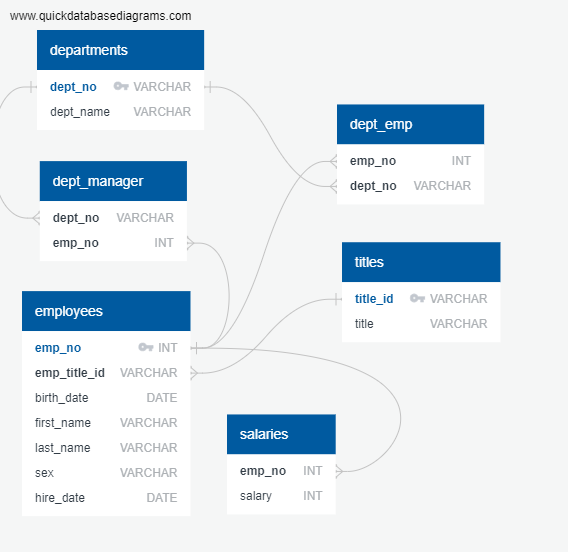 www.quickdatabasediagrams.com
departments
dept_no VARCHAR
dept_name VARCHAR
dept_manager
dept_no VARCHAR
emp_no INT
employees
emp_no INT
emp_title_id VARCHAR
birth_date DATE
first_name VARCHAR
last_name VARCHAR
sex VARCHAR
hire_date DATE
dept_emp
emp_no INT
dept_no VARCHAR
titles
title_id VARCHAR
title VARCHAR
salaries
emp_no INT
salary INT